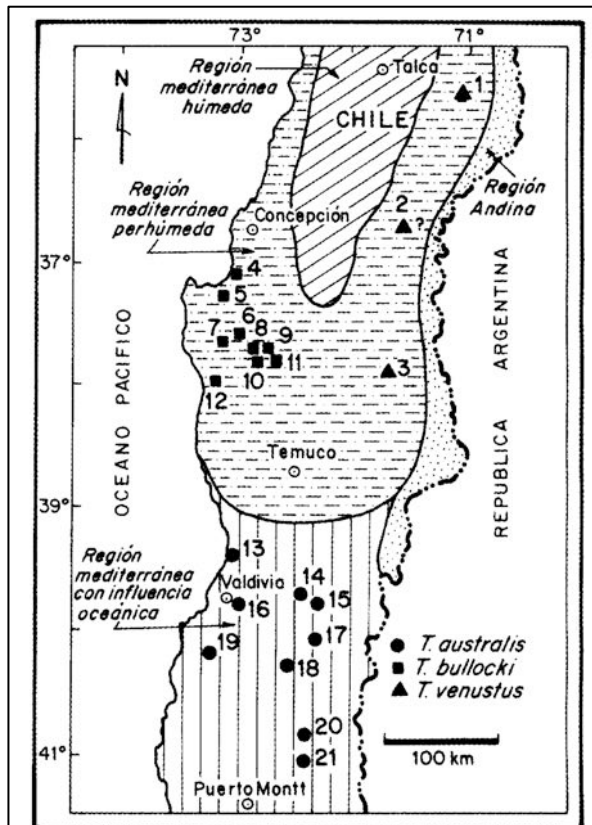 73°
71°
N
Región
mediterránea
húmeda
Talca
1
CHILE
Región
mediterránea
perhúmeda
Concepción
2
?
Región
Andina
37°
4
5
6
7
8
9
10
11
12
3
OCEANO PACIFICO
REPUBLICA ARGENTINA
Temuco
39°
13
Región
mediterránea
con influencia
oceánica
Valdivia
14
15
16
17
18
19
T. australis
T. bullocki
T. venustus
20
21
100 km
41°
Puerto Montt